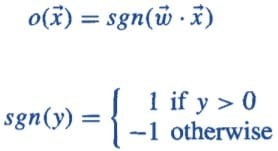 o(x⃗) = sgn(w⃗ · x⃗)
sgn(y) = { 1 if y > 0
−1 otherwise